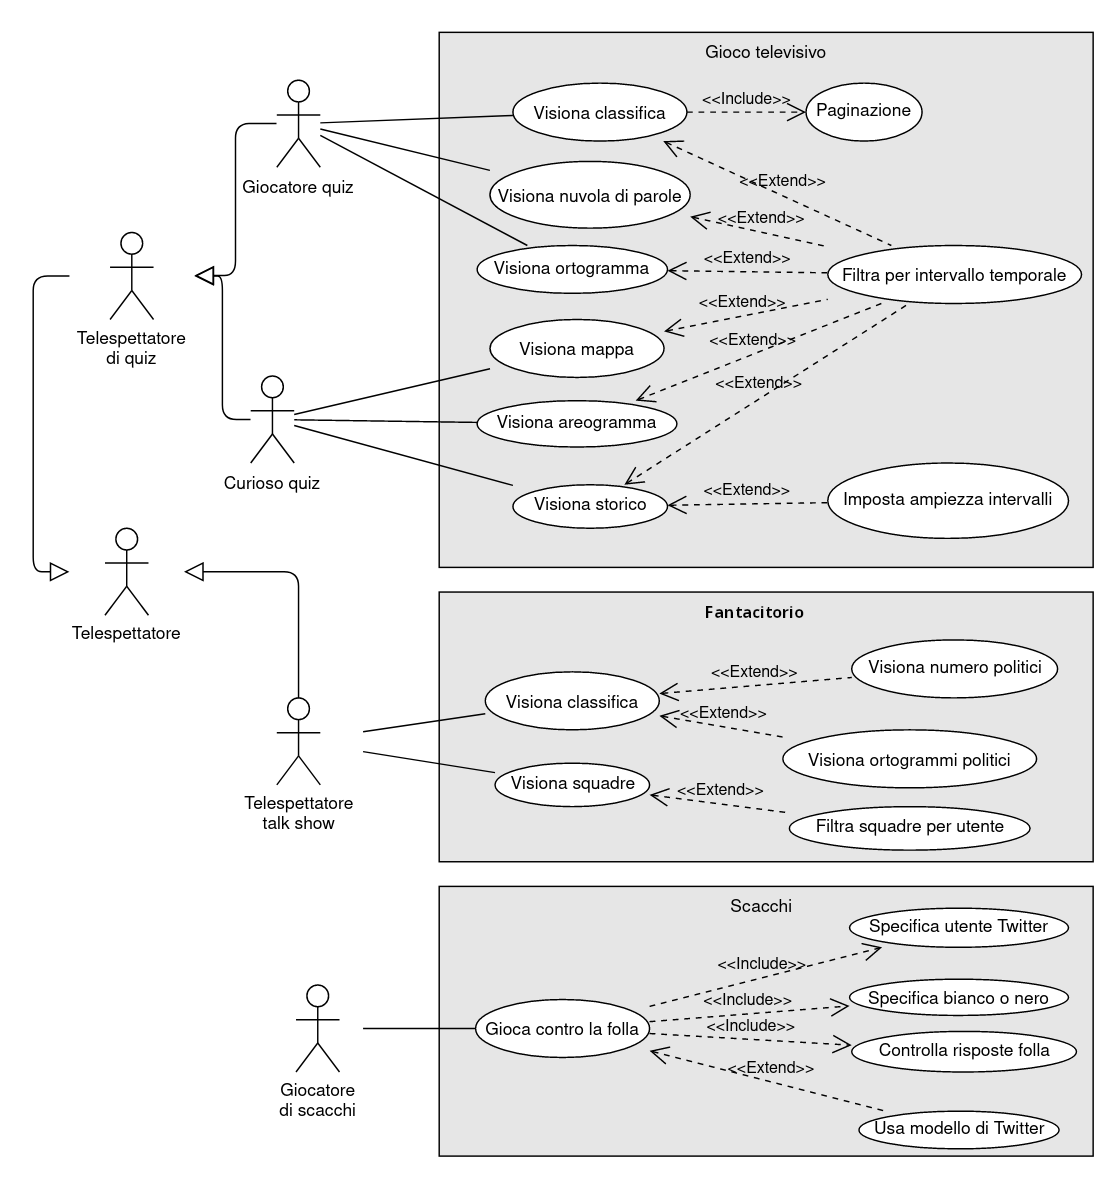 Gioco televisivo
Visiona classifica
<<Include>>
Paginazione
Giocatore quiz
<<Extend>>
Visiona nuvola di parole
<<Extend>>
Visiona ortogramma
<<Extend>>
Filtra per intervallo temporale
<<Extend>>
Telespettatore
di quiz
Visiona mappa
<<Extend>>
<<Extend>>
Visiona areogramma
Curioso quiz
<<Extend>>
Visiona storico
Imposta ampiezza intervalli
Telespettatore
Fantacitorio
Visiona classifica
<<Extend>>
Visiona numero politici
<<Extend>>
Visiona ortogrammi politici
Visiona squadre
<<Extend>>
Filtra squadre per utente
Telespettatore
talk show
Scacchi
Specifica utente Twitter
<<Include>>
<<Include>>
Specifica bianco o nero
Gioca contro la folla
<<Include>>
Controlla risposte folla
<<Extend>>
Usa modello di Twitter
Giocatore
di scacchi